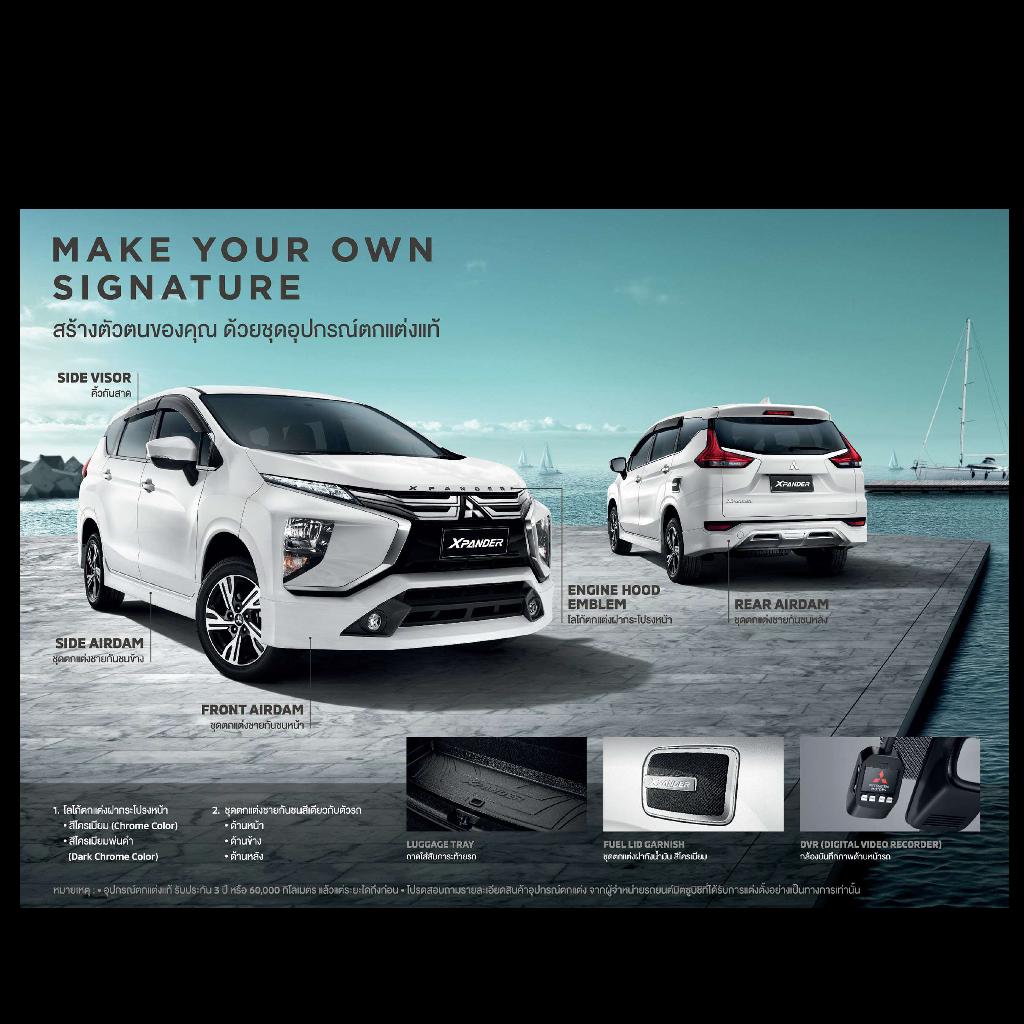 MAKE YOUR OWN
SIGNATURE
สร้างตัวตนของคุณ ด้วยชุดอุปกรณ์ตกแต่งแท้
SIDE VISOR
คิ้วกันสาด
XPANDER
XPANDER
XPANDER
XPANDER
ENGINE HOOD
EMBLEM
โลโก้ตกแต่งฝากระโปรงหน้า
REAR AIRDAM
ชุดตกแต่งชายกันชนหลัง
SIDE AIRDAM
ชุดตกแต่งชายกันชนข้าง
FRONT AIRDAM
ชุดตกแต่งชายกันชนหน้า
1. โลโก้ตกแต่งฝากระโปรงหน้า
• สีโครเมียม (Chrome Color)
• สีโครเมียมพ่นดำ
(Dark Chrome Color)
2. ชุดตกแต่งชายกันชนสีเดียวกับตัวรถ
• ด้านหน้า
• ด้านข้าง
• ด้านหลัง
XPANDER
LUGGAGE TRAY
ถาดใส่สัมภาระท้ายรถ
XPANDER
FUEL LID GARNISH
ชุดตกแต่งฝาถังน้ำมัน สีโครเมียม
MITSUBISHI
MOTORS
DVR (DIGITAL VIDEO RECORDER)
กล้องบันทึกภาพด้านหน้ารถ
หมายเหตุ : • อุปกรณ์ตกแต่งแท้ รับประกัน 3 ปี หรือ 60,000 กิโลเมตร แล้วแต่ระยะใดถึงก่อน • โปรดสอบถามรายละเอียดสินค้าอุปกรณ์ตกแต่ง จากผู้จำหน่ายรถยนต์มิตซูบิชิที่ได้รับการแต่งตั้งอย่างเป็นทางการเท่านั้น